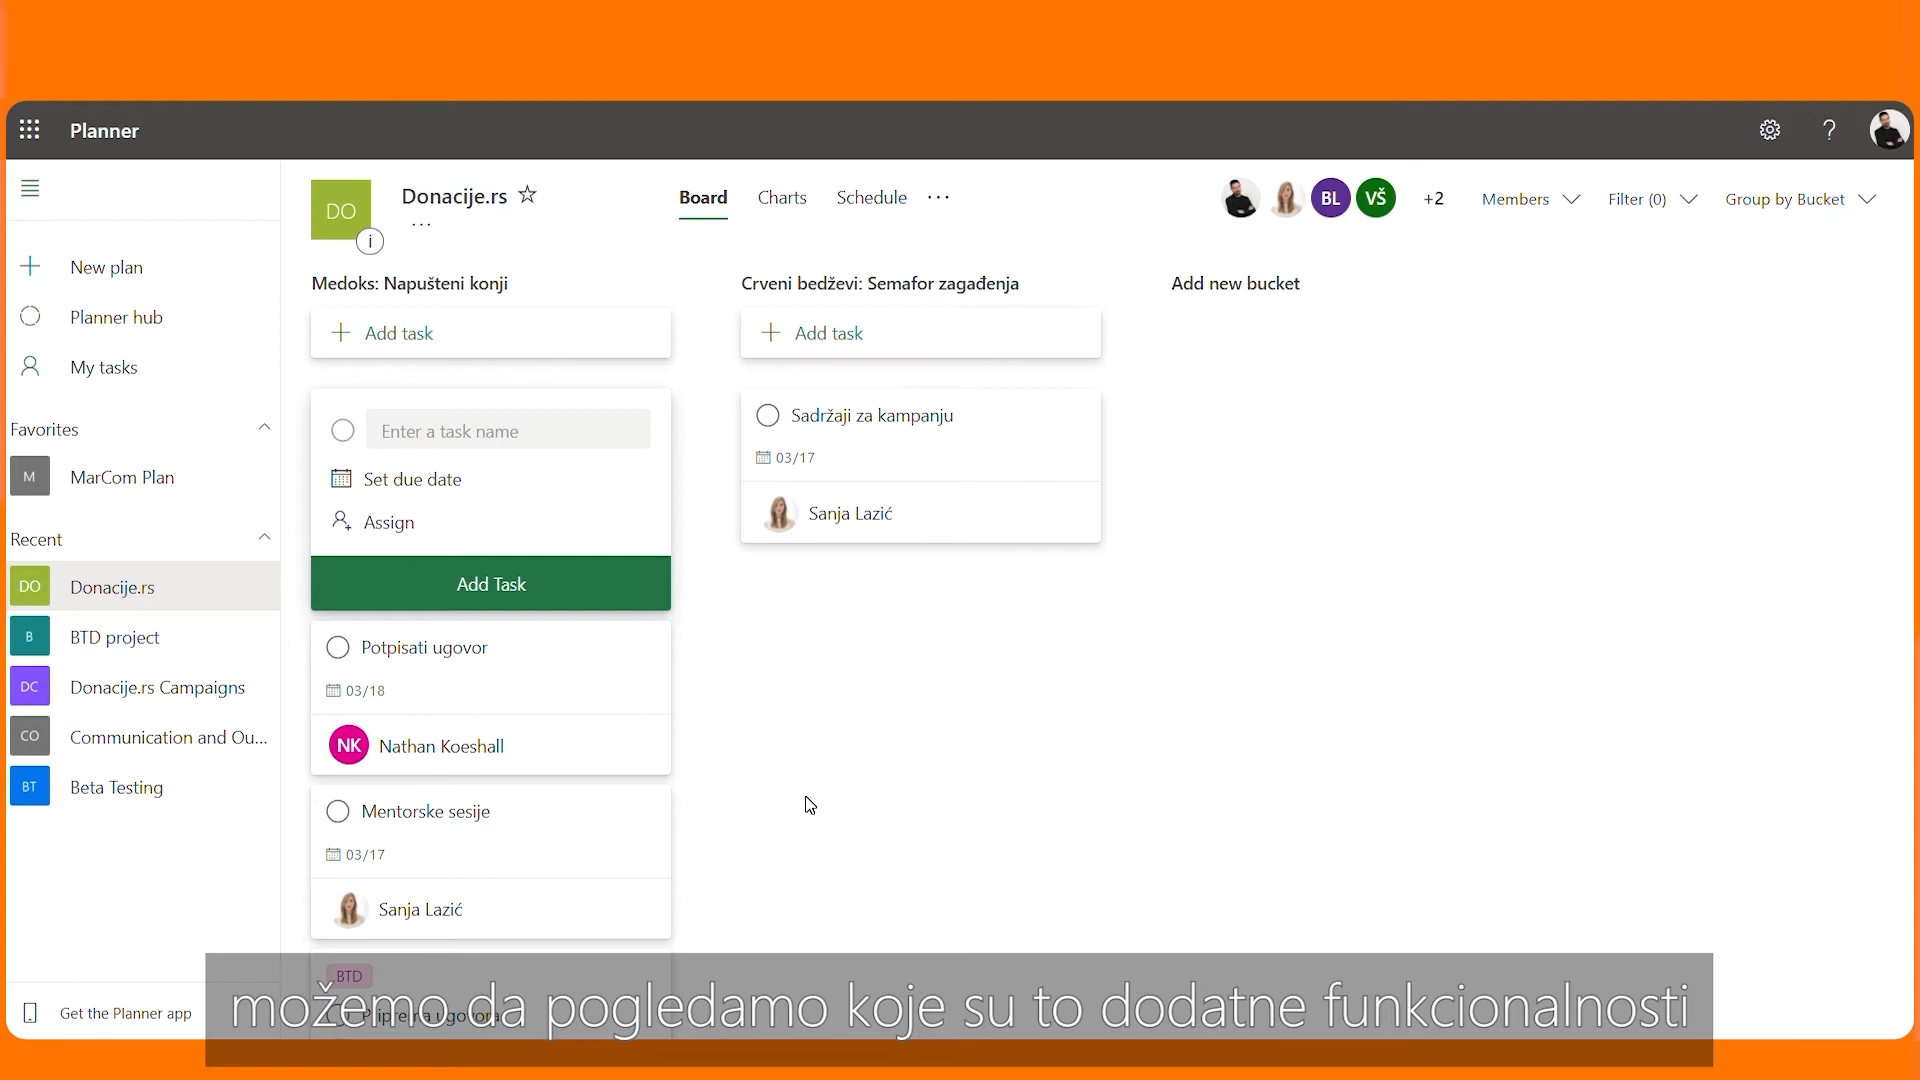 Planner
?
DO
i
Donacije.rs
Board
Charts
Schedule
BL
VŠ
+2
Members
Filter (0)
Group by Bucket
New plan
Planner hub
My tasks
Favorites
M
MarCom Plan
Recent
DO
Donacije.rs
B
BTD project
DC
Donacije.rs Campaigns
CO
Communication and Ou...
BT
Beta Testing
Get the Planner app
Medoks: Napušteni konji
Add task
Enter a task name
Set due date
Assign
Add Task
Potpisati ugovor
03/18
NK
Nathan Koeshall
Mentorske sesije
03/17
Sanja Lazić
BTD
Priprema ugovora
Crveni bedževi: Semafor zagađenja
Add task
Sadržaji za kampanju
03/17
Sanja Lazić
Add new bucket
možemo da pogledamo koje su to dodatne funkcionalnosti